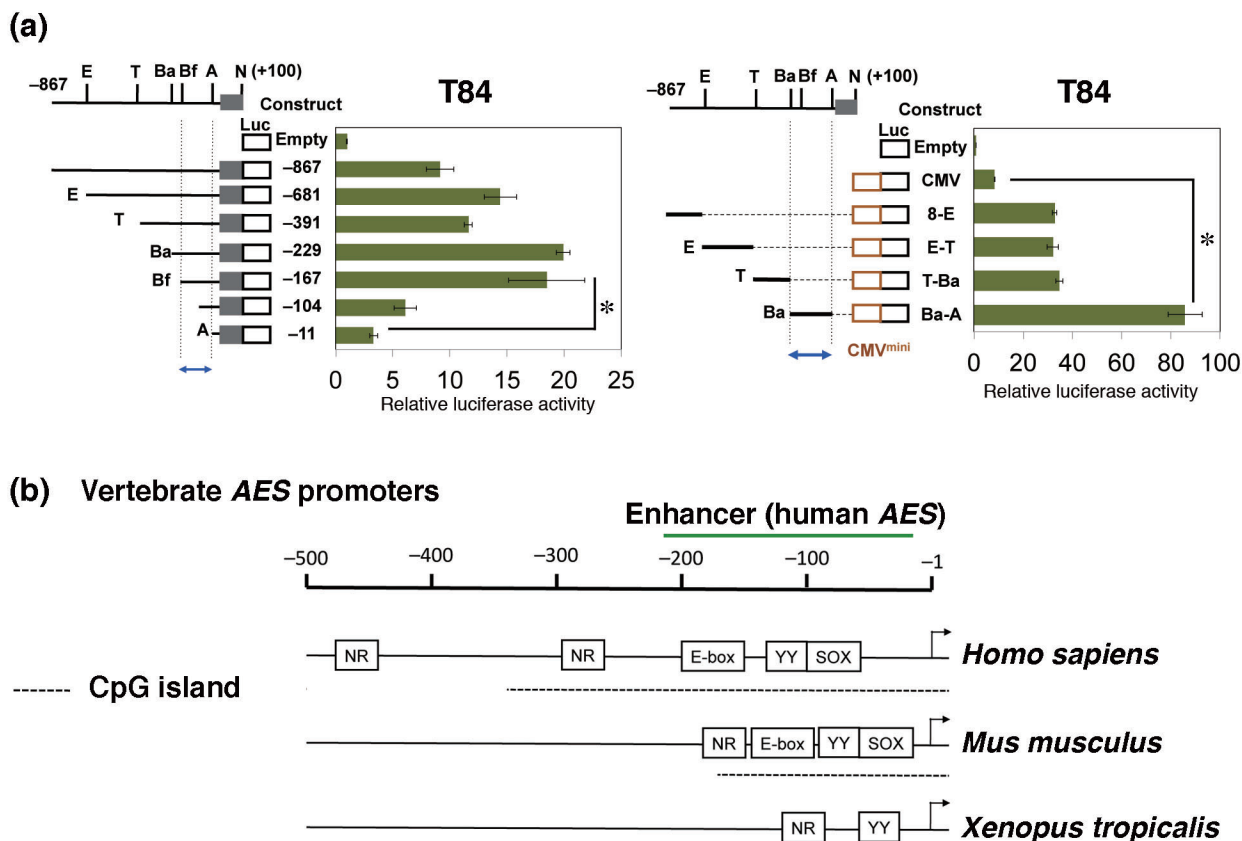 (a)
E T Ba Bf A N (+100)
–867
Construct
T84
Luc
Empty
–867
E –681
T –391
Ba –229
Bf –167
–104
A –11
*
0 5 10 15 20 25
Relative luciferase activity
E T Ba Bf A N (+100)
–867
Construct
T84
Luc
Empty
CMV
8-E
E E-T
T T-Ba
Ba Ba-A
CMVmini
*
0 20 40 60 80 100
Relative luciferase activity
(b) Vertebrate AES promoters
Enhancer (human AES)
–500 –400 –300 –200 –100 –1
NR NR E-box YY SOX Homo sapiens
CpG island
NR E-box YY SOX Mus musculus
NR YY Xenopus tropicalis